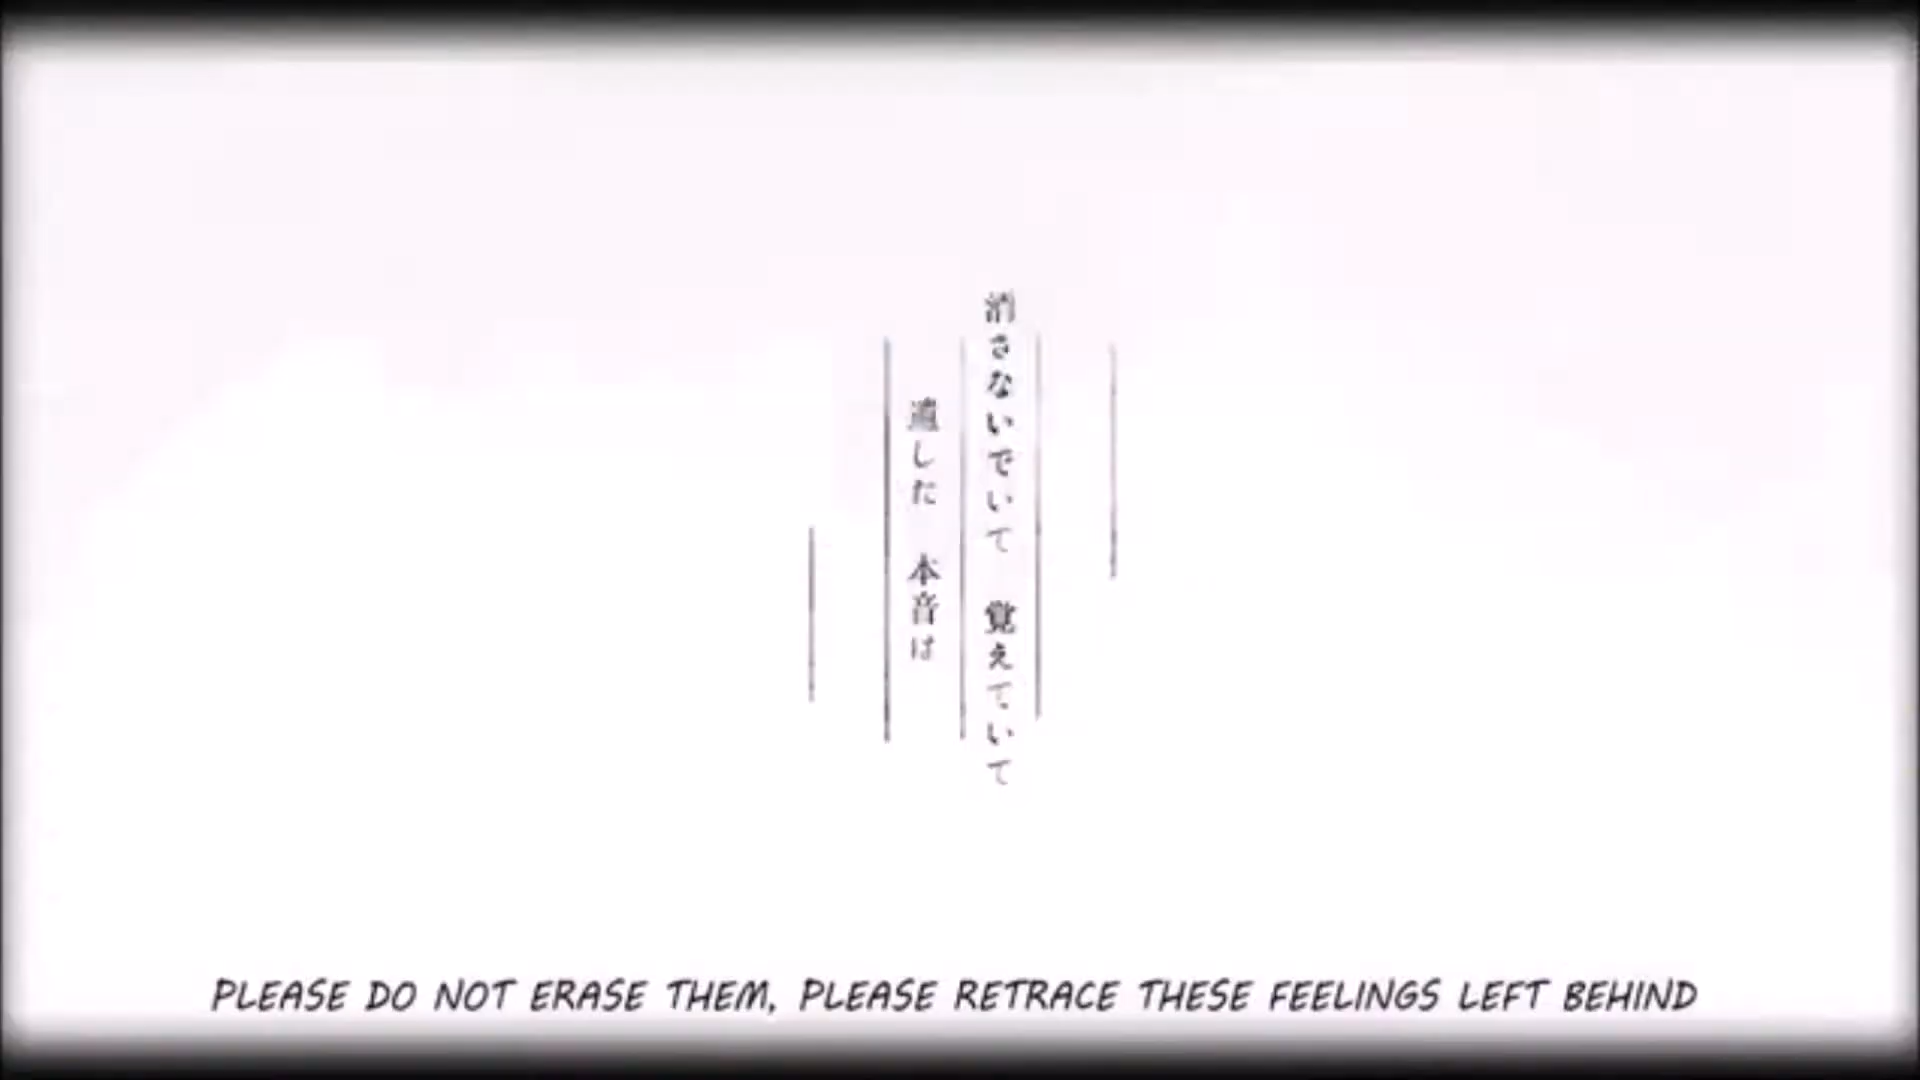 消さないでいて 覚えていて
遺した 本音は
PLEASE DO NOT ERASE THEM, PLEASE RETRACE THESE FEELINGS LEFT BEHIND